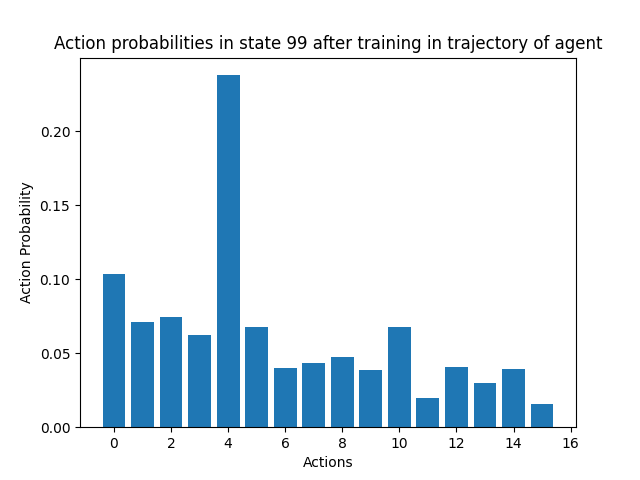 Action probabilities in state 99 after training in trajectory of agent
Action Probability
0.20
0.15
0.10
0.05
0.00
0 2 4 6 8 10 12 14 16
Actions